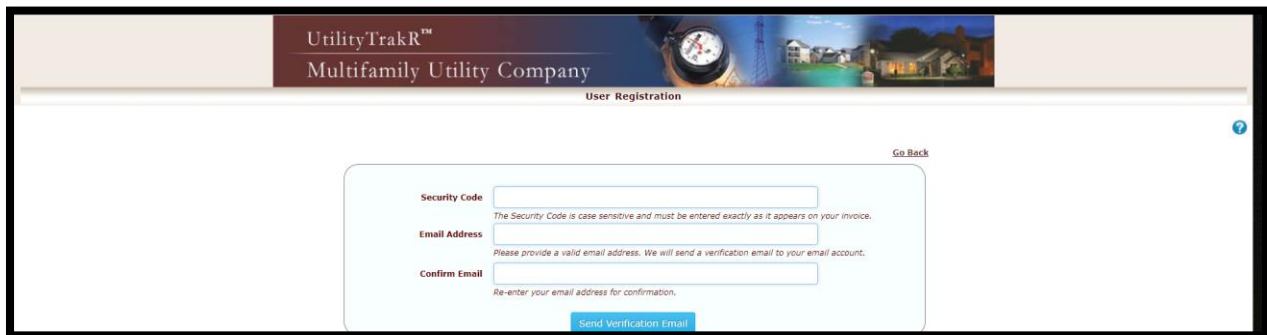 UtilityTrakR™
Multifamily Utility Company
User Registration
?
Go Back
Security Code
The Security Code is case sensitive and must be entered exactly as it appears on your invoice.
Email Address
Please provide a valid email address. We will send a verification email to your email account.
Confirm Email
Re-enter your email address for confirmation.
Send Verification Email